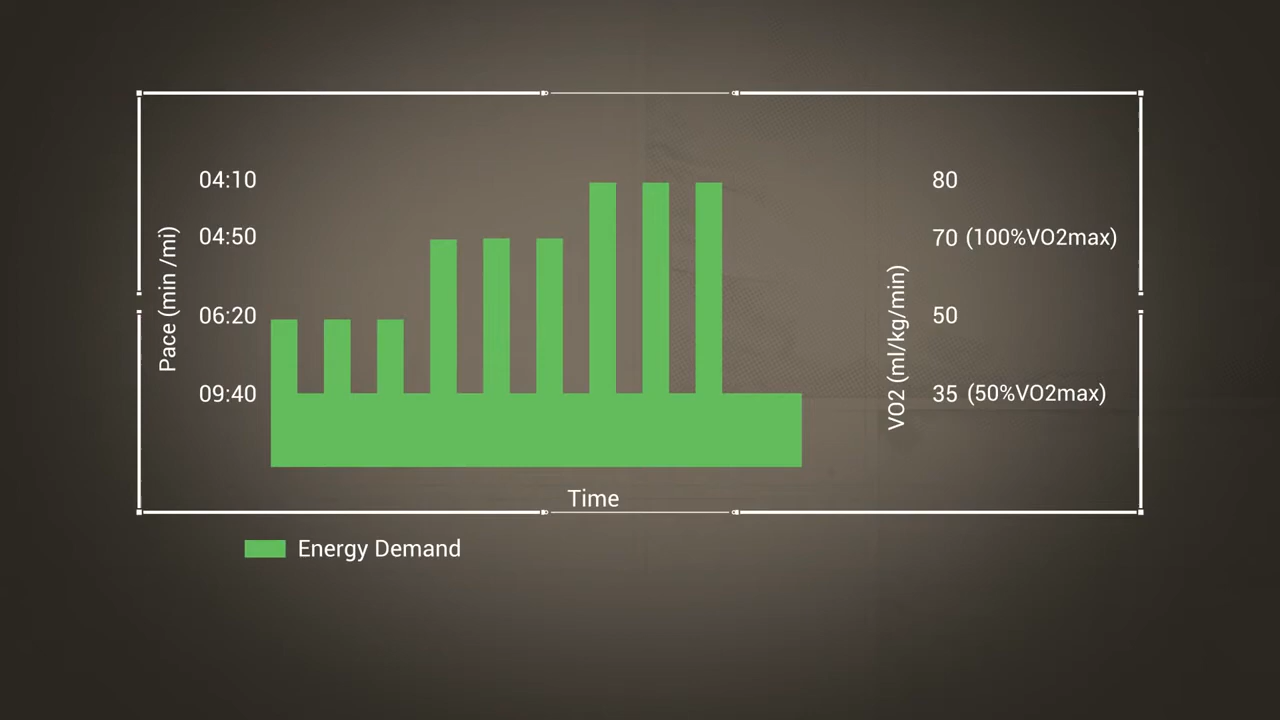 04:10
04:50
06:20
09:40
Pace (min /mi)
80
70 (100%VO2max)
50
35 (50%VO2max)
VO2 (ml/kg/min)
Time
Energy Demand